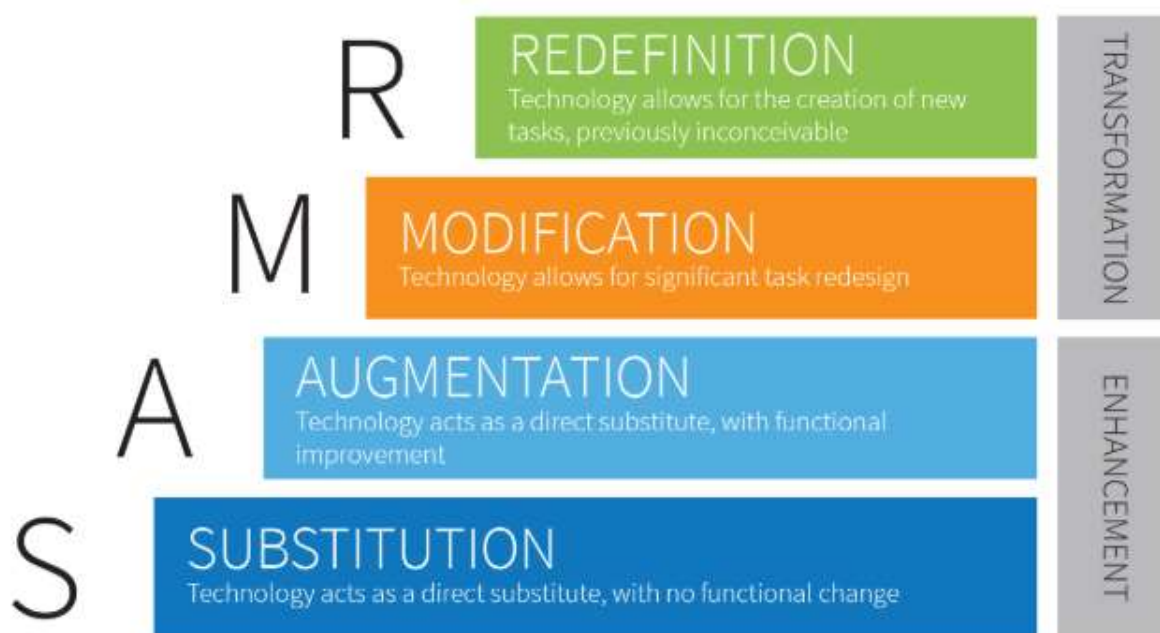 R
REDEFINITION
Technology allows for the creation of new
tasks, previously inconceivable
M
MODIFICATION
Technology allows for significant task redesign
TRANSFORMATION
A
AUGMENTATION
Technology acts as a direct substitute, with functional
improvement
S
SUBSTITUTION
Technology acts as a direct substitute, with no functional change
ENHANCEMENT